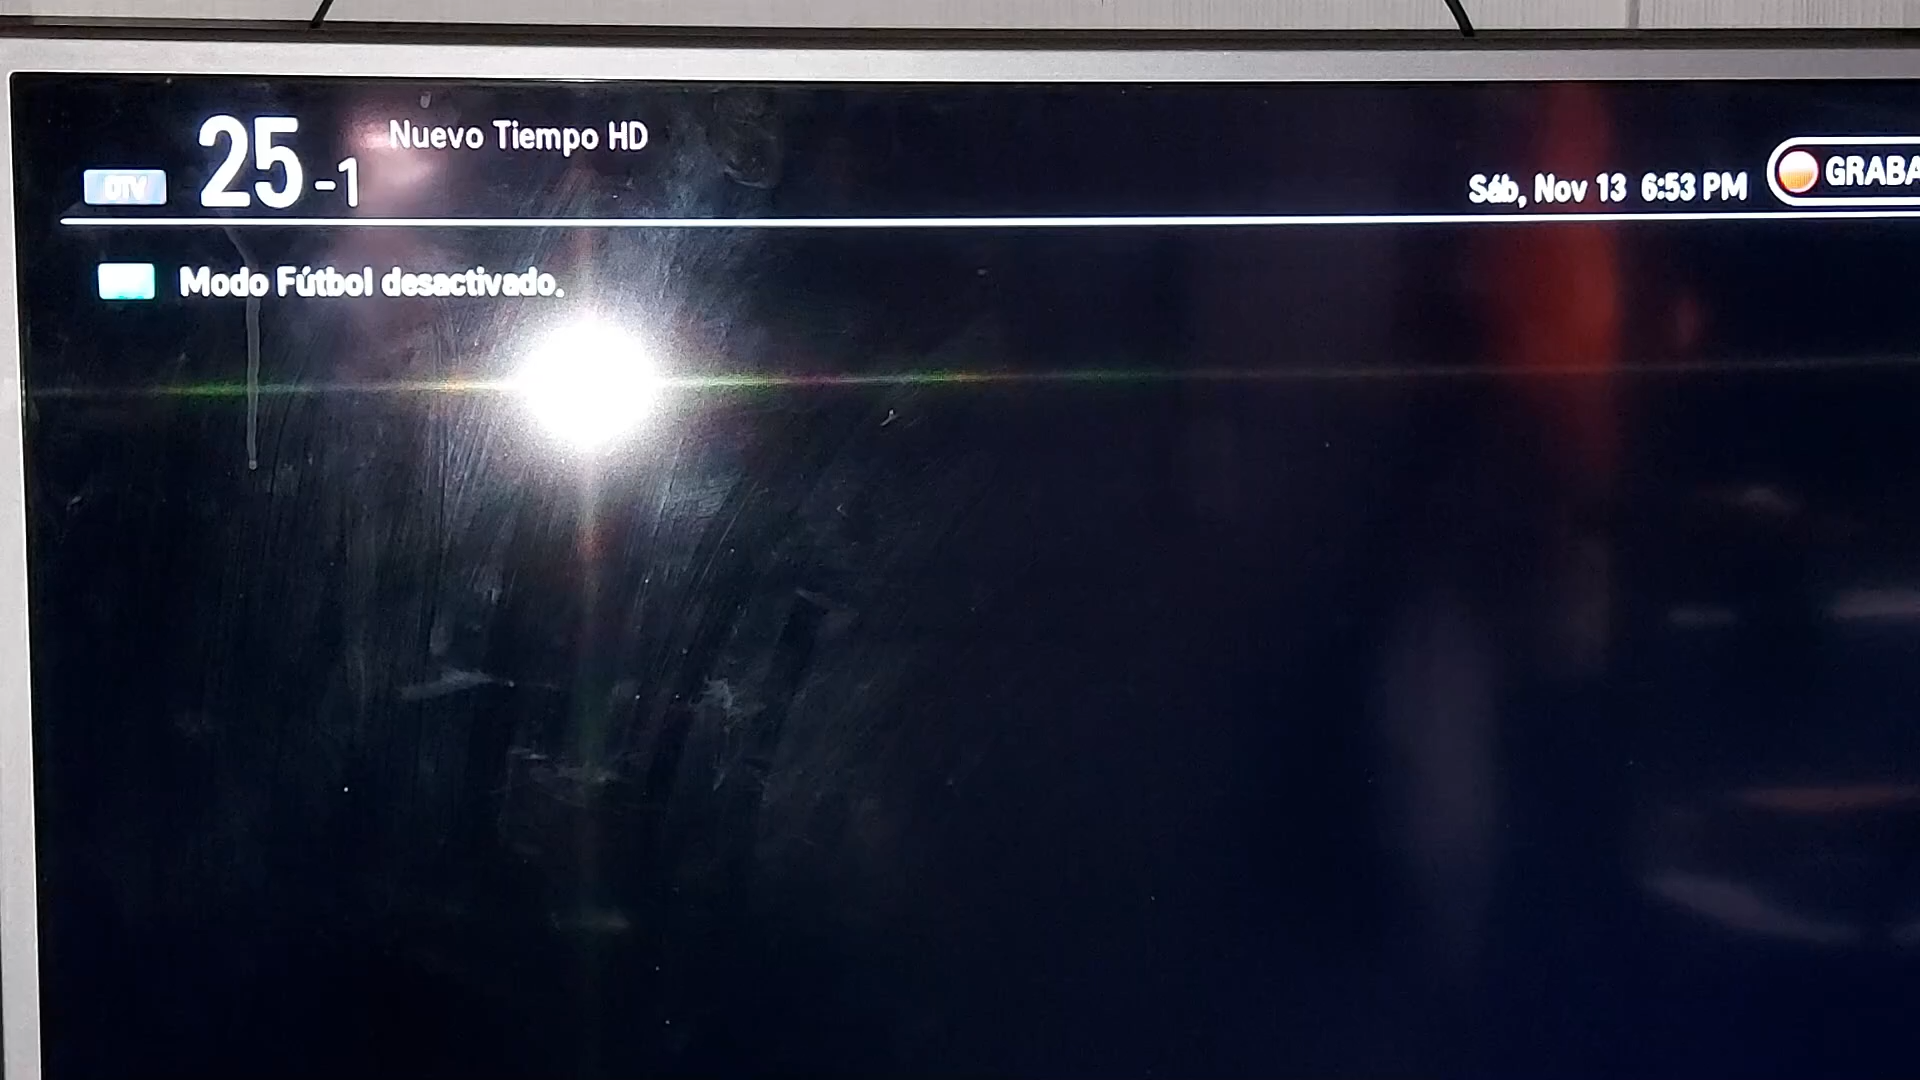 DTV 25-1 Nuevo Tiempo HD
Sáb, Nov 13 6:53 PM GRABA
Modo Fútbol desactivado.